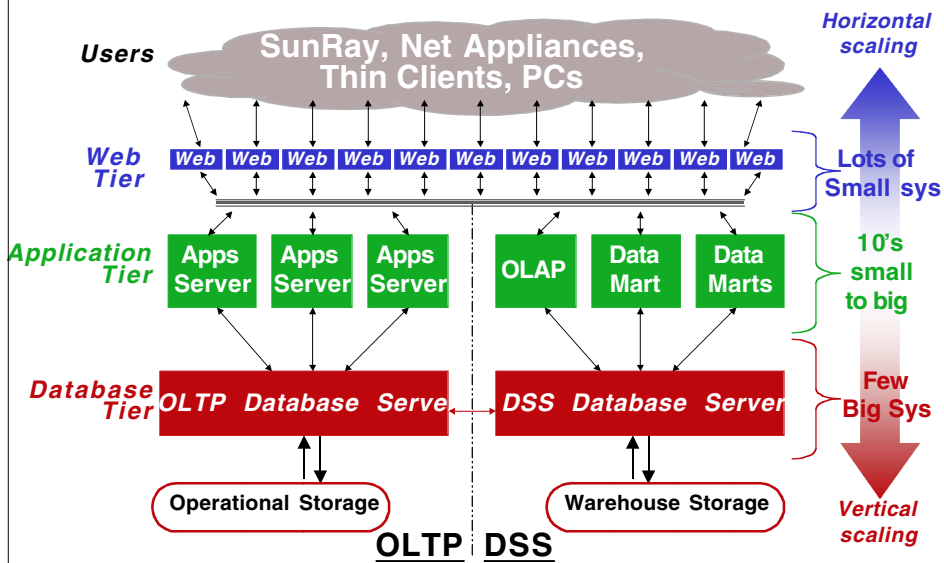 Users
SunRay, Net Appliances,
Thin Clients, PCs
Horizontal
scaling
Web
Tier
Web Web Web Web Web Web Web Web Web Web Web
Lots of
Small sys
Application
Tier
Apps
Server
Apps
Server
Apps
Server
OLAP
Data
Mart
Data
Marts
10's
small
to big
Database
Tier
OLTP Database Serve
DSS Database Server
Few
Big Sys
Operational Storage
Warehouse Storage
Vertical
scaling
OLTP DSS